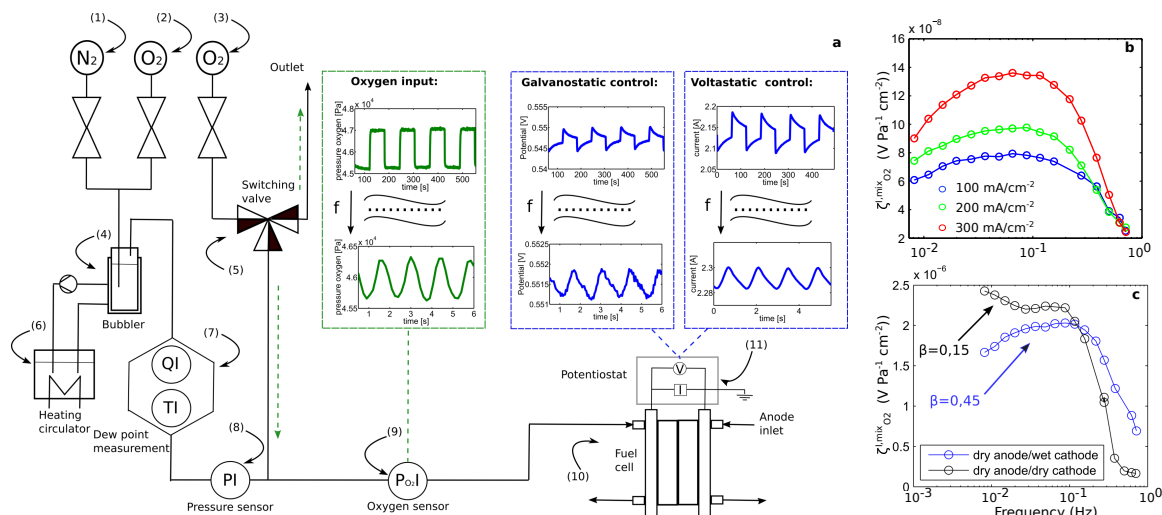 (1)
(2)
(3)
N2
O2
O2
Outlet
Switching
valve
(4)
(5)
Bubbler
(6)
Heating
circulator
(7)
QI
TI
Dew point
measurement
(8)
PI
Pressure sensor
(9)
PO2I
Oxygen sensor
(10)
Fuel
cell
Anode
inlet
Potentiostat
V
I
(11)
a
Oxygen input:
x 10⁴
4.8
4.7
4.6
4.5
pressure oxygen [Pa]
100 200 300 400 500
time [s]
f
x 10⁴
4.65
4.6
4.55
pressure oxygen [Pa]
1 2 3 4 5 6
time [s]
Galvanostatic control:
0.555
0.55
0.545
0.54
Potential [V]
0 100 200 300 400 500
time [s]
f
0.5525
0.552
0.5515
0.551
Potential [V]
1 2 3 4 5 6
time [s]
Voltastatic control:
2.2
2.15
2.1
2.05
current [A]
0 100 200 300 400 500
time [s]
f
2.3
2.28
current [A]
0 2 4
time [s]
b
x 10⁻⁸
16
14
12
10
8
6
4
2
ζI,mixO2 (V Pa-1 cm-2))
100 mA/cm-2
200 mA/cm-2
300 mA/cm-2
10-2 10-1 100
c
x 10-6
2.5
2
1.5
1
0.5
0
ζI,mixO2 (V Pa-1 cm-2))
β=0,15
β=0,45
dry anode/wet cathode
dry anode/dry cathode
10-3 10-2 10-1 100
Frequency (Hz)